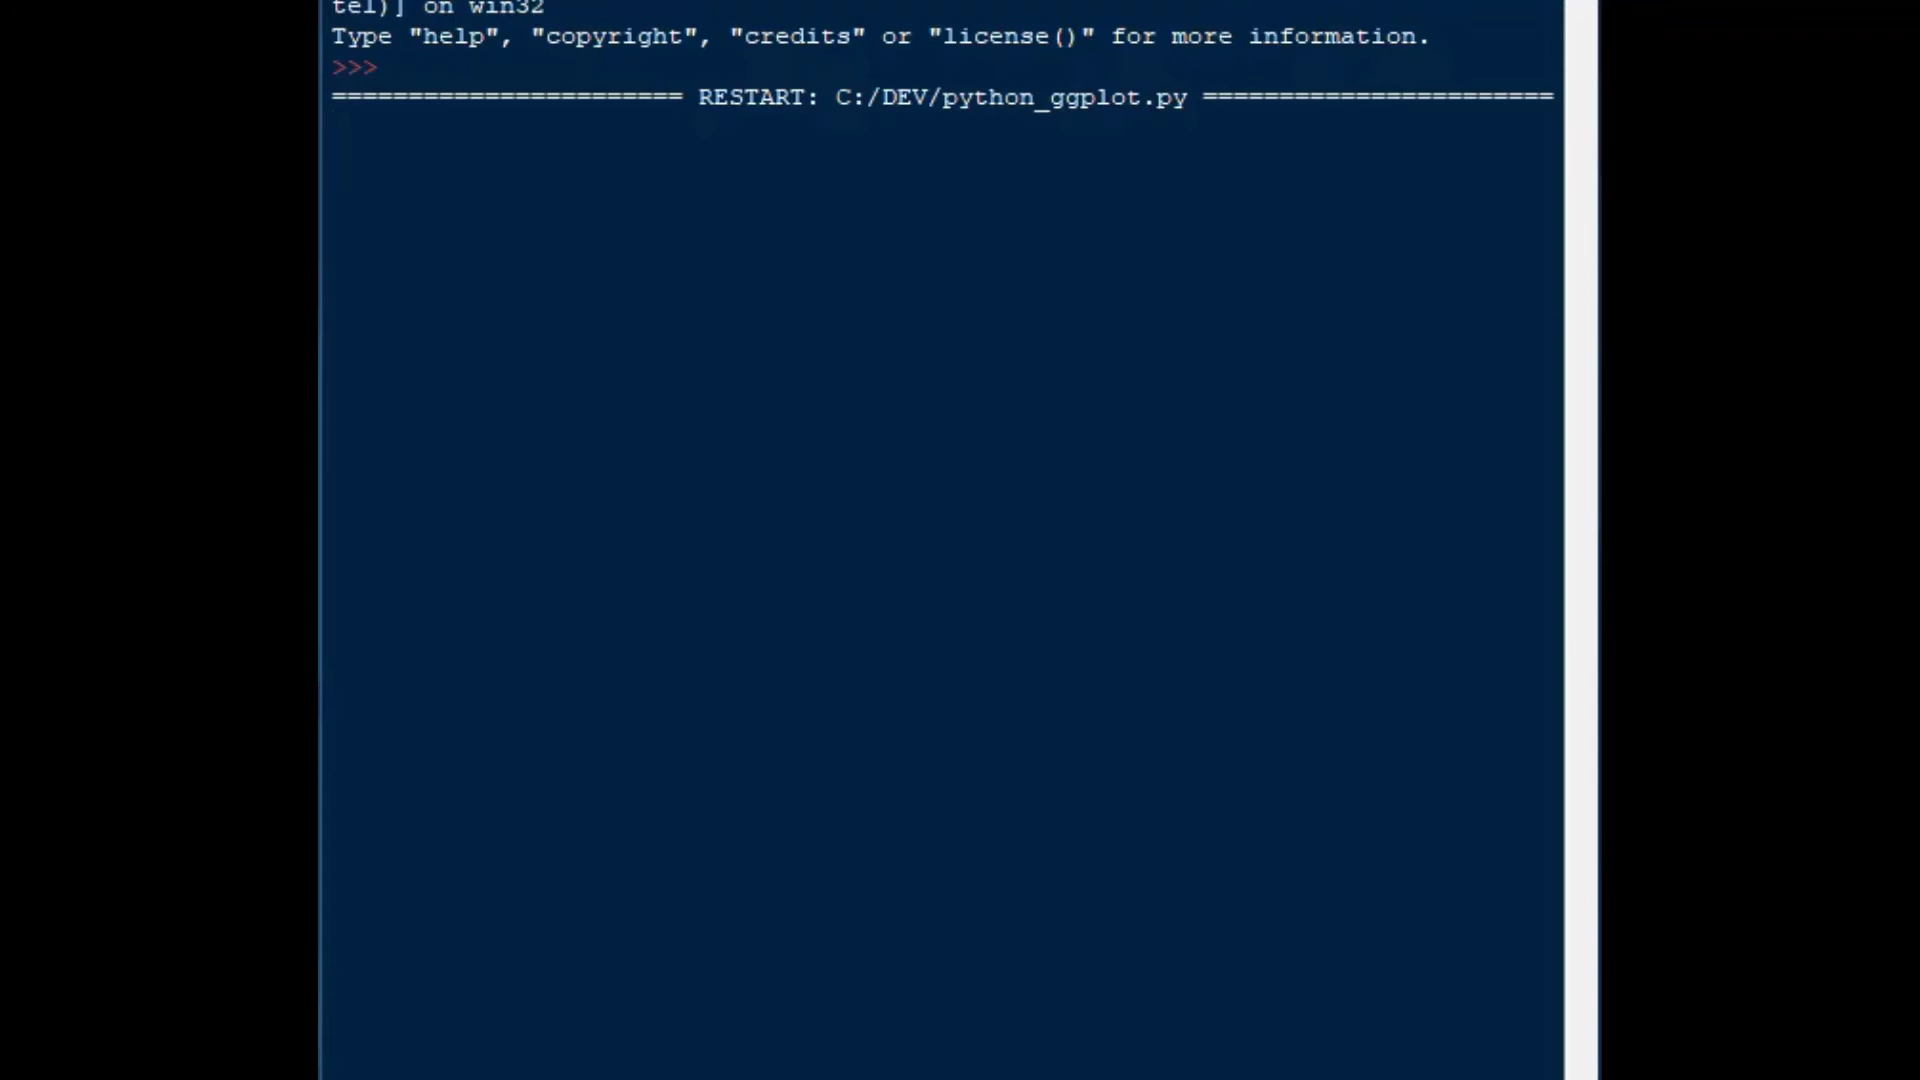 tel)] on win32
Type "help", "copyright", "credits" or "license()" for more information.
>>>
======================= RESTART: C:/DEV/python_ggplot.py =======================